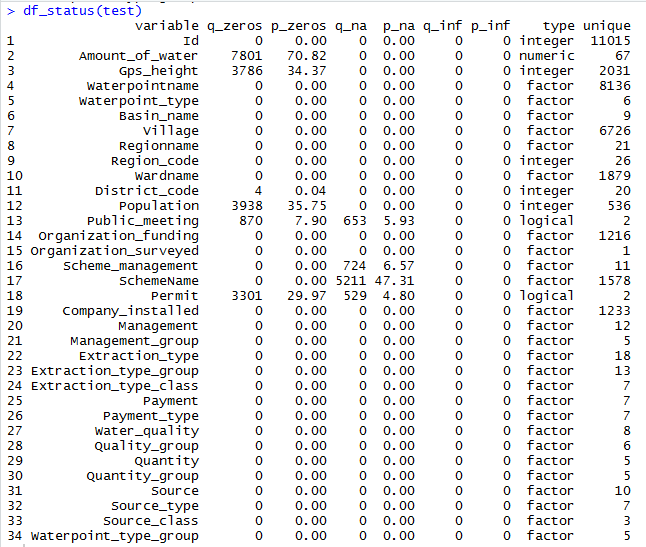 > df_status(test)
variable q_zeros p_zeros q_na p_na q_inf p_inf type unique
1 Id 0 0.00 0 0.00 0 0 integer 11015
2 Amount_of_water 7801 70.82 0 0.00 0 0 numeric 67
3 Gps_height 3786 34.37 0 0.00 0 0 integer 2031
4 Waterpointname 0 0.00 0 0.00 0 0 factor 8136
5 Waterpoint_type 0 0.00 0 0.00 0 0 factor 6
6 Basin_name 0 0.00 0 0.00 0 0 factor 9
7 Village 0 0.00 0 0.00 0 0 factor 6726
8 Regionname 0 0.00 0 0.00 0 0 factor 21
9 Region_code 0 0.00 0 0.00 0 0 integer 26
10 Wardname 0 0.00 0 0.00 0 0 factor 1879
11 District_code 4 0.04 0 0.00 0 0 integer 20
12 Population 3938 35.75 0 0.00 0 0 integer 536
13 Public_meeting 870 7.90 653 5.93 0 0 logical 2
14 Organization_funding 0 0.00 0 0.00 0 0 factor 1216
15 Organization_surveyed 0 0.00 0 0.00 0 0 factor 1
16 Scheme_management 0 0.00 724 6.57 0 0 factor 11
17 SchemeName 0 0.00 5211 47.31 0 0 factor 1578
18 Permit 3301 29.97 529 4.80 0 0 logical 2
19 Company_installed 0 0.00 0 0.00 0 0 factor 1233
20 Management 0 0.00 0 0.00 0 0 factor 12
21 Management_group 0 0.00 0 0.00 0 0 factor 5
22 Extraction_type 0 0.00 0 0.00 0 0 factor 18
23 Extraction_type_group 0 0.00 0 0.00 0 0 factor 13
24 Extraction_type_class 0 0.00 0 0.00 0 0 factor 7
25 Payment 0 0.00 0 0.00 0 0 factor 7
26 Payment_type 0 0.00 0 0.00 0 0 factor 7
27 Water_quality 0 0.00 0 0.00 0 0 factor 8
28 Quality_group 0 0.00 0 0.00 0 0 factor 6
29 Quantity 0 0.00 0 0.00 0 0 factor 5
30 Quantity_group 0 0.00 0 0.00 0 0 factor 5
31 Source 0 0.00 0 0.00 0 0 factor 10
32 Source_type 0 0.00 0 0.00 0 0 factor 7
33 Source_class 0 0.00 0 0.00 0 0 factor 3
34 Waterpoint_type_group 0 0.00 0 0.00 0 0 factor 5